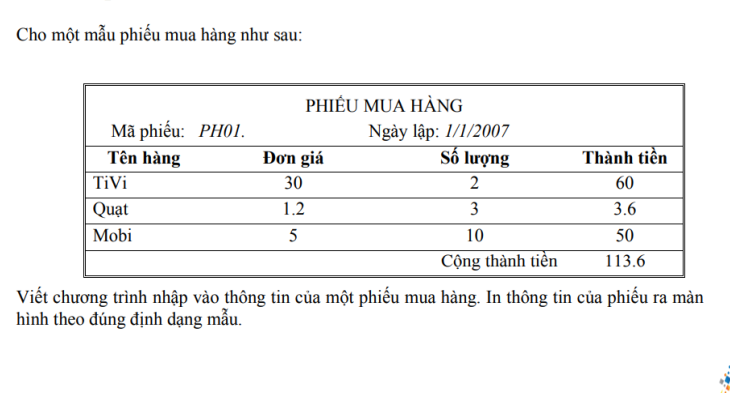 Cho một mẫu phiếu mua hàng như sau:
PHIẾU MUA HÀNG
Mã phiếu: PH01. Ngày lập: 1/1/2007
Tên hàng Đơn giá Số lượng Thành tiền
TiVi 30 2 60
Quạt 1.2 3 3.6
Mobi 5 10 50
Cộng thành tiền 113.6
Viết chương trình nhập vào thông tin của một phiếu mua hàng. In thông tin của phiếu ra màn
hình theo đúng định dạng mẫu.